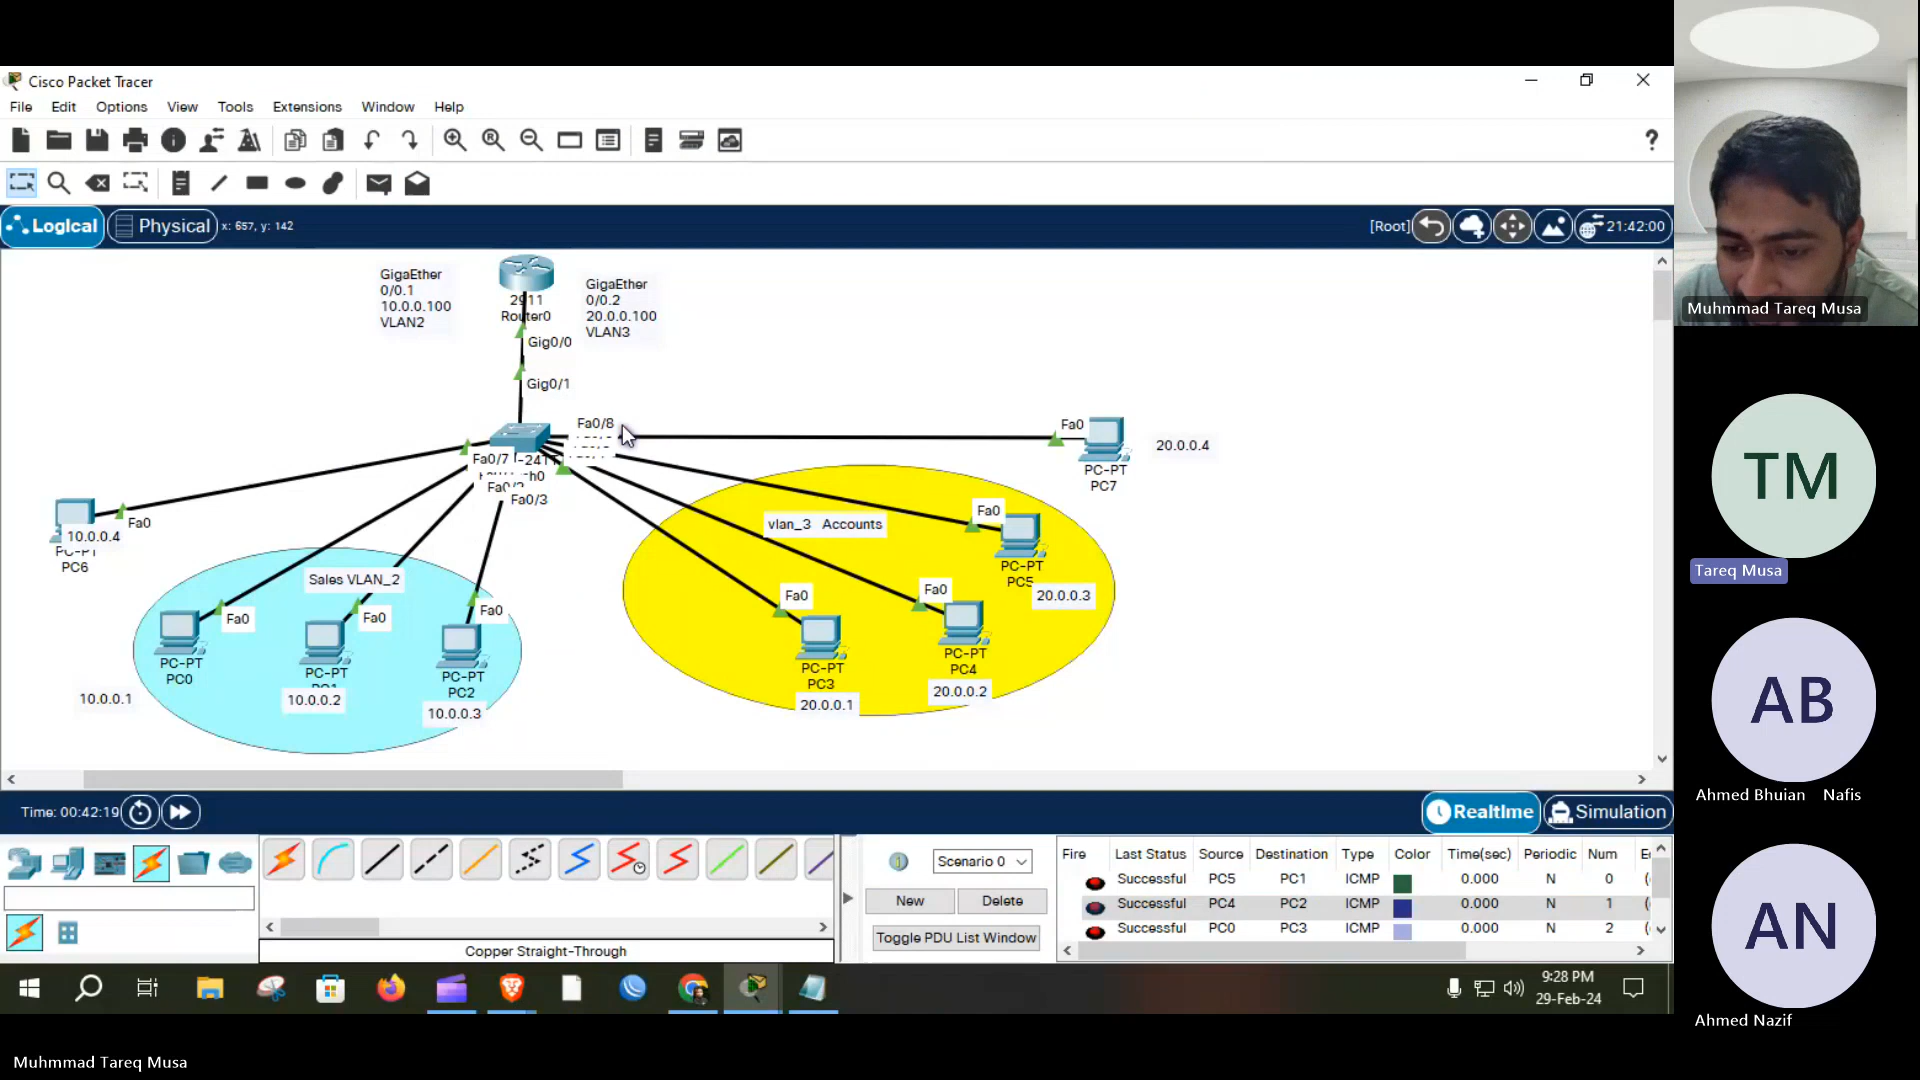 Cisco Packet Tracer
File Edit Options View Tools Extensions Window Help
?
Logical Physical x: 657, y: 142
[Root] 21:42:00
GigaEther
0/0.1
10.0.0.100
VLAN2
2911
Router0
GigaEther
0/0.2
20.0.0.100
VLAN3
Gig0/0
Gig0/1
Fa0/8
Fa0/7
Fa0/3
Fa0
PC-PT
PC7
20.0.0.4
Fa0
10.0.0.4
PC-PT
PC6
Sales VLAN_2
Fa0
PC-PT
PC0
10.0.0.1
Fa0
PC-PT
10.0.0.2
Fa0
PC-PT
PC2
10.0.0.3
vlan_3 Accounts
Fa0
PC-PT
PC5
20.0.0.3
Fa0
PC-PT
PC3
20.0.0.1
Fa0
PC-PT
PC4
20.0.0.2
Time: 00:42:19
Realtime Simulation
Copper Straight-Through
Scenario 0
New Delete
Toggle PDU List Window
Fire Last Status Source Destination Type Color Time(sec) Periodic Num
Successful PC5 PC1 ICMP 0.000 N 0
Successful PC4 PC2 ICMP 0.000 N 1
Successful PC0 PC3 ICMP 0.000 N 2
9:28 PM
29-Feb-24
Muhmmad Tareq Musa
Muhmmad Tareq Musa
TM
Tareq Musa
AB
Ahmed Bhuian Nafis
AN
Ahmed Nazif